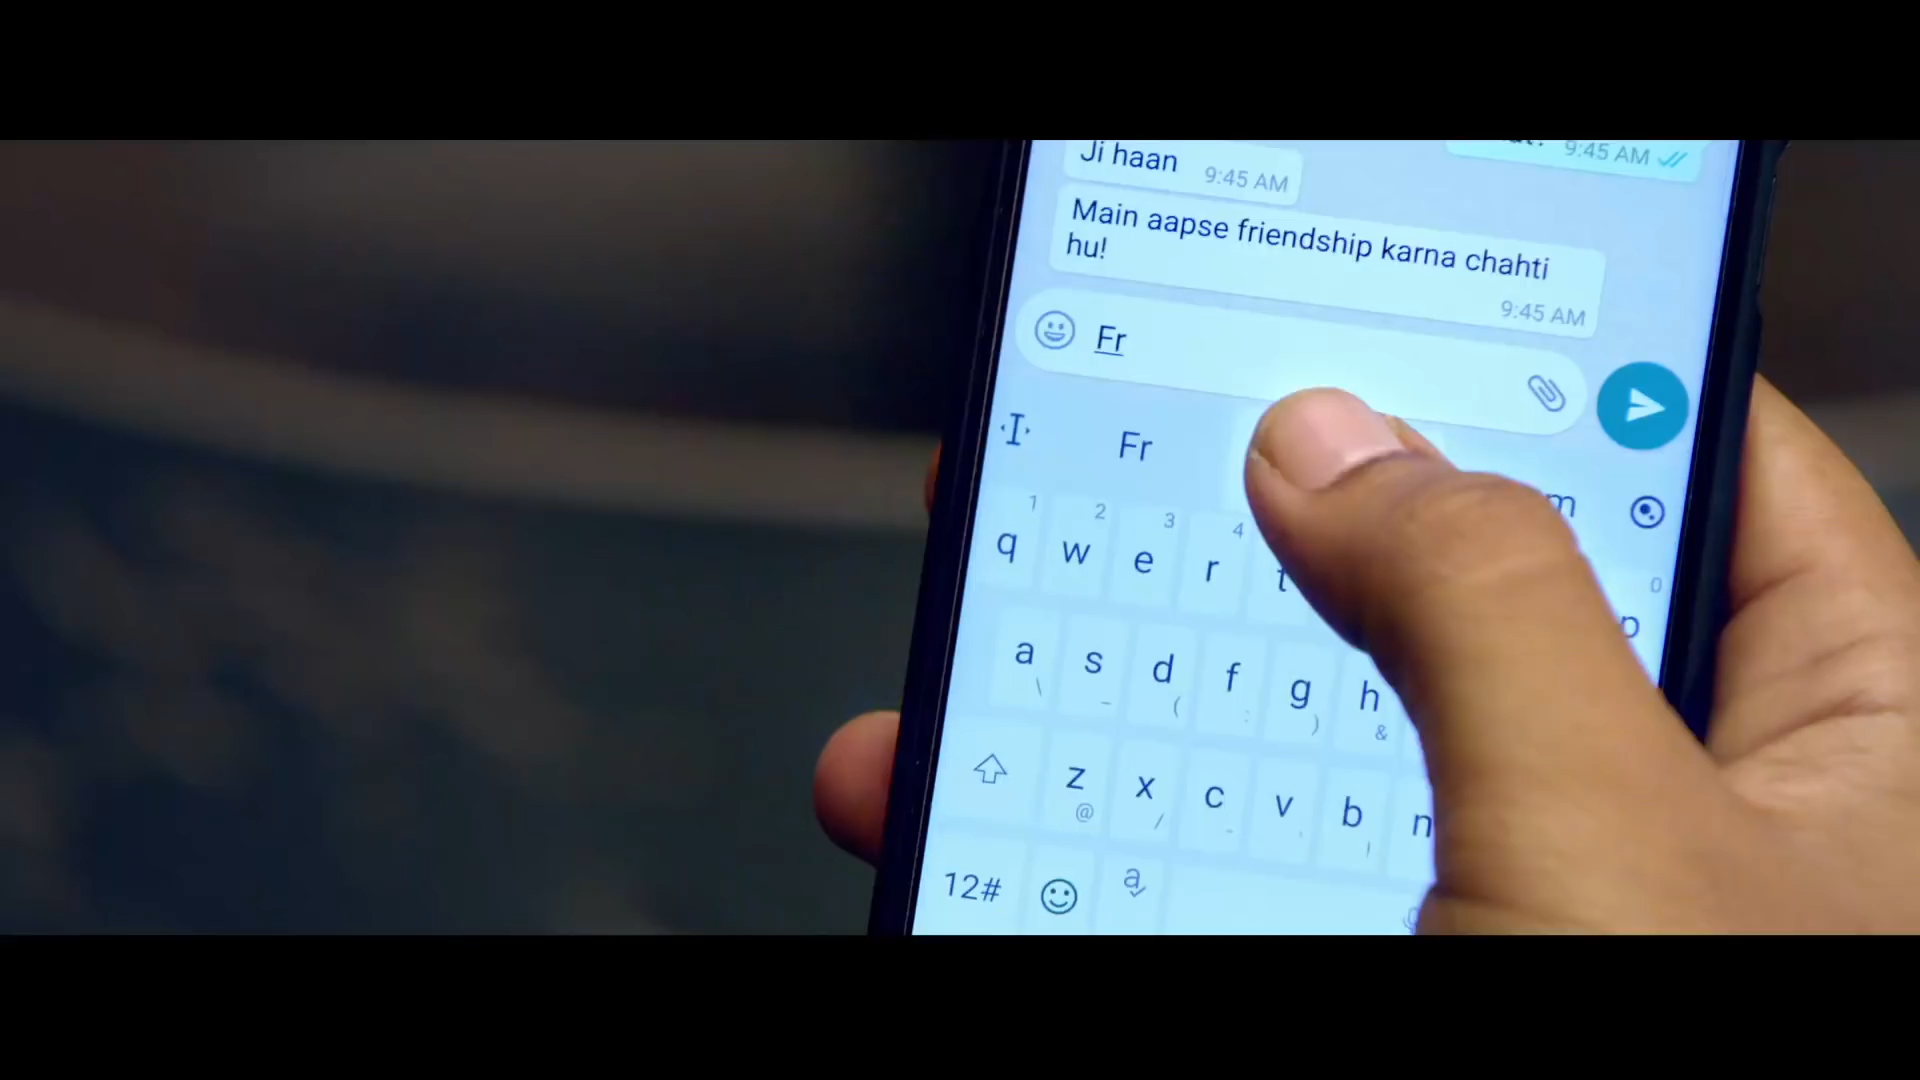 9:45 AM
Ji haan 9:45 AM
Main aapse friendship karna chahti
hu!
9:45 AM
Fr
Fr
1 2 3 4 0
q w e r t p
a s d f g h
\ _ ( : ) &
z x c v b n
@ /
12#